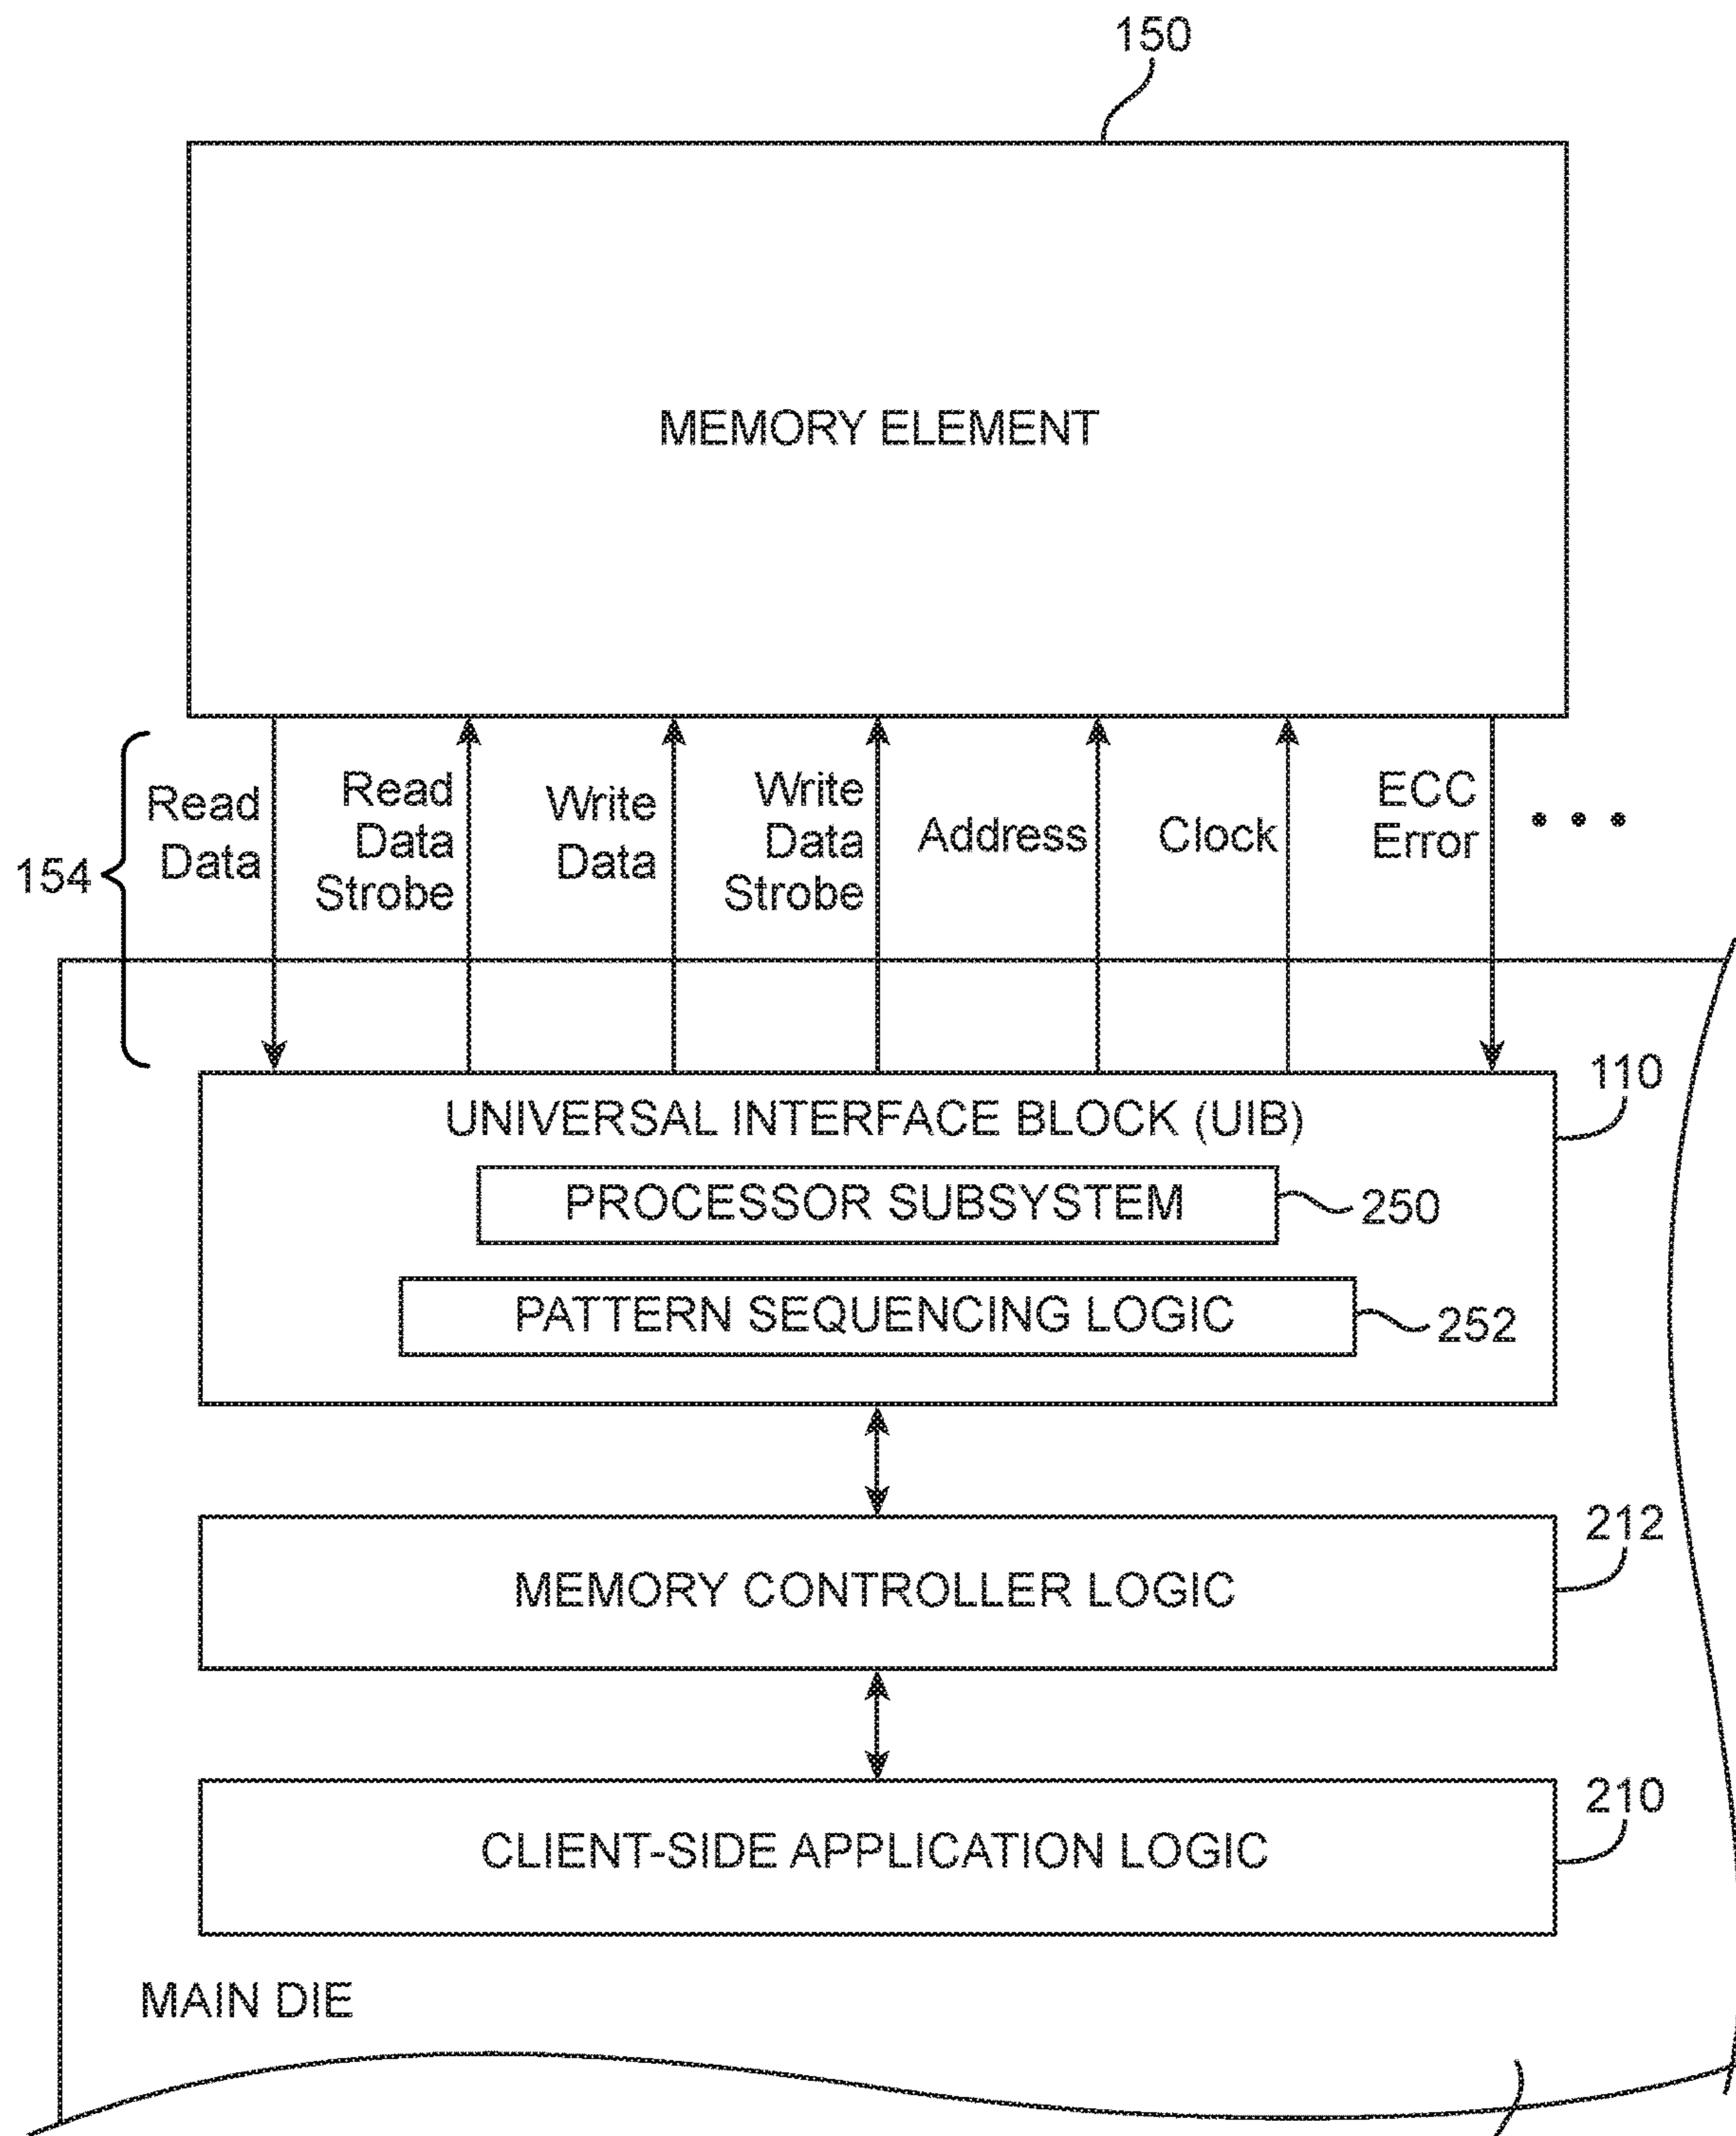 150
MEMORY ELEMENT
154
Read
Data
Read
Data
Strobe
Write
Data
Write
Data
Strobe
Address
Clock
ECC
Error
110
UNIVERSAL INTERFACE BLOCK (UIB)
PROCESSOR SUBSYSTEM
250
PATTERN SEQUENCING LOGIC
252
212
MEMORY CONTROLLER LOGIC
210
CLIENT-SIDE APPLICATION LOGIC
MAIN DIE